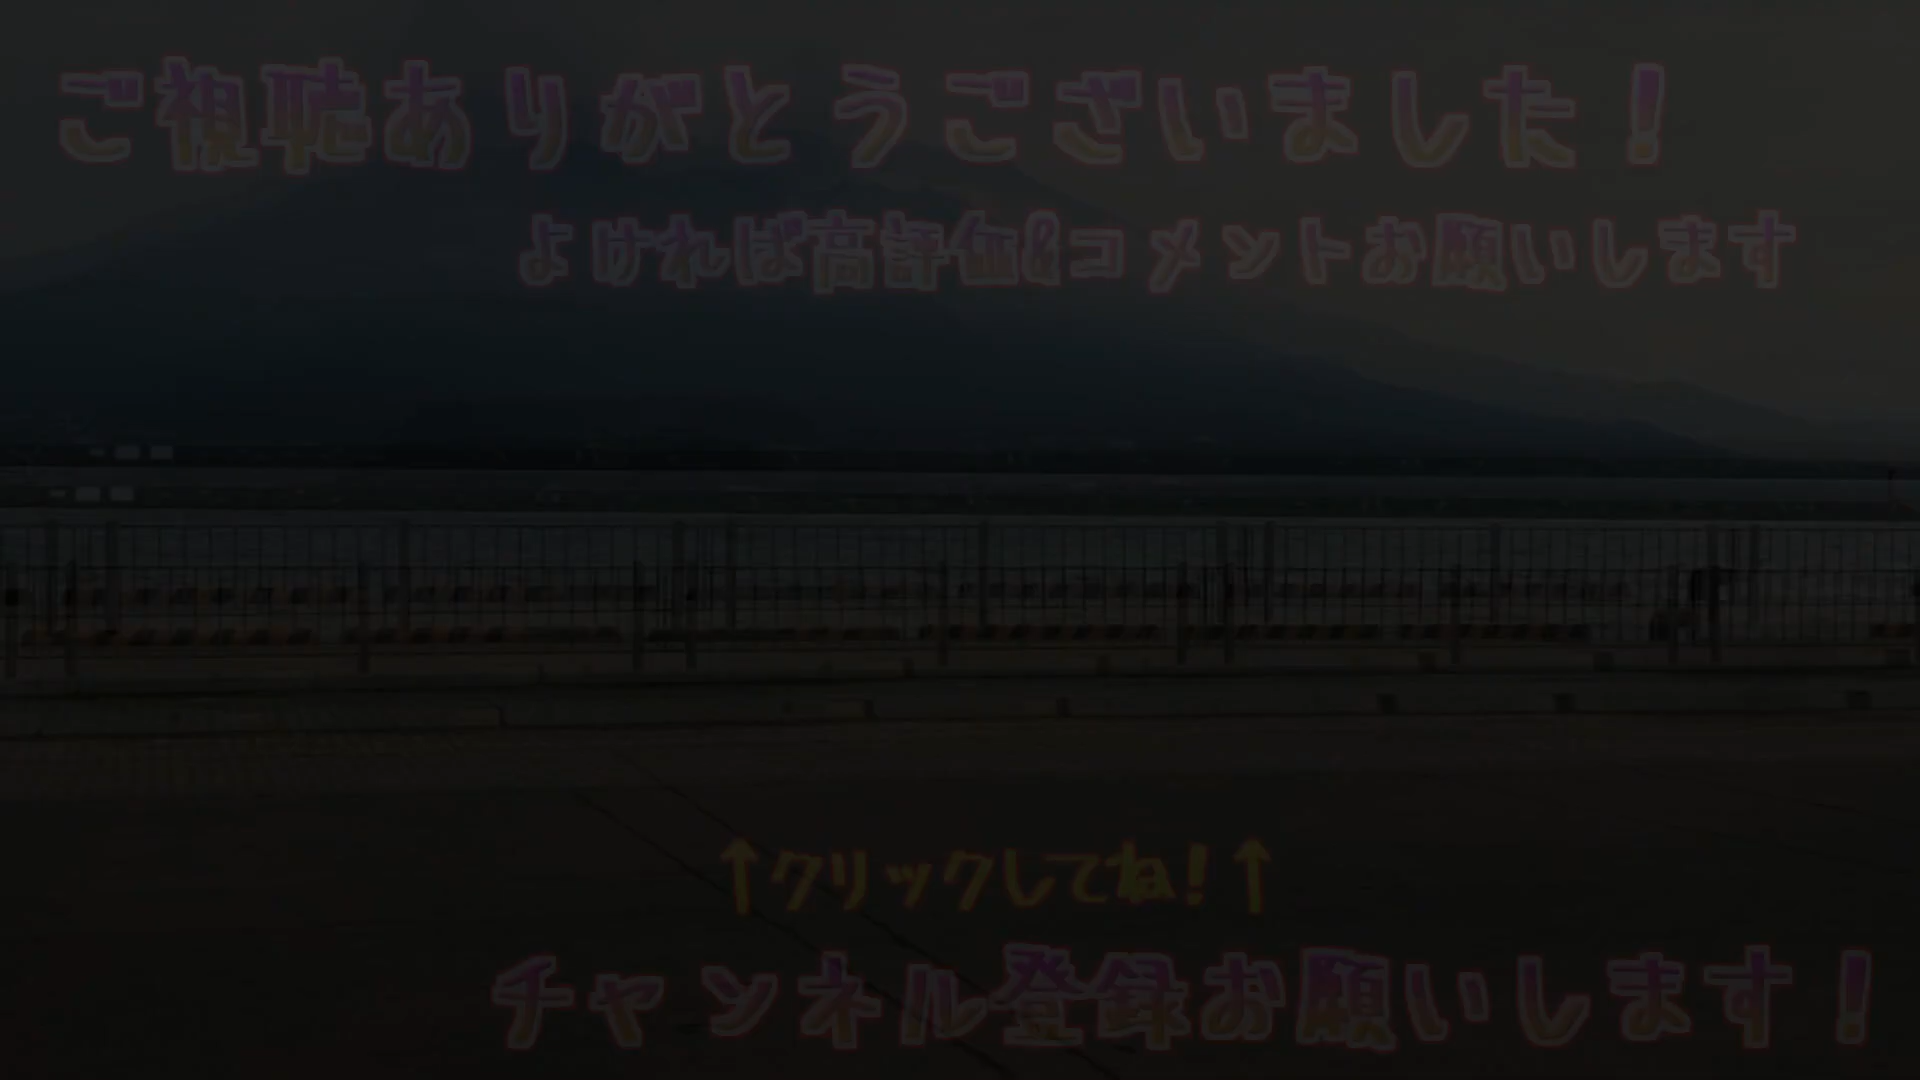 ご視聴ありがとうございました！
よければ高評価&コメントお願いします
↑クリックしてね！↑
チャンネル登録お願いします！